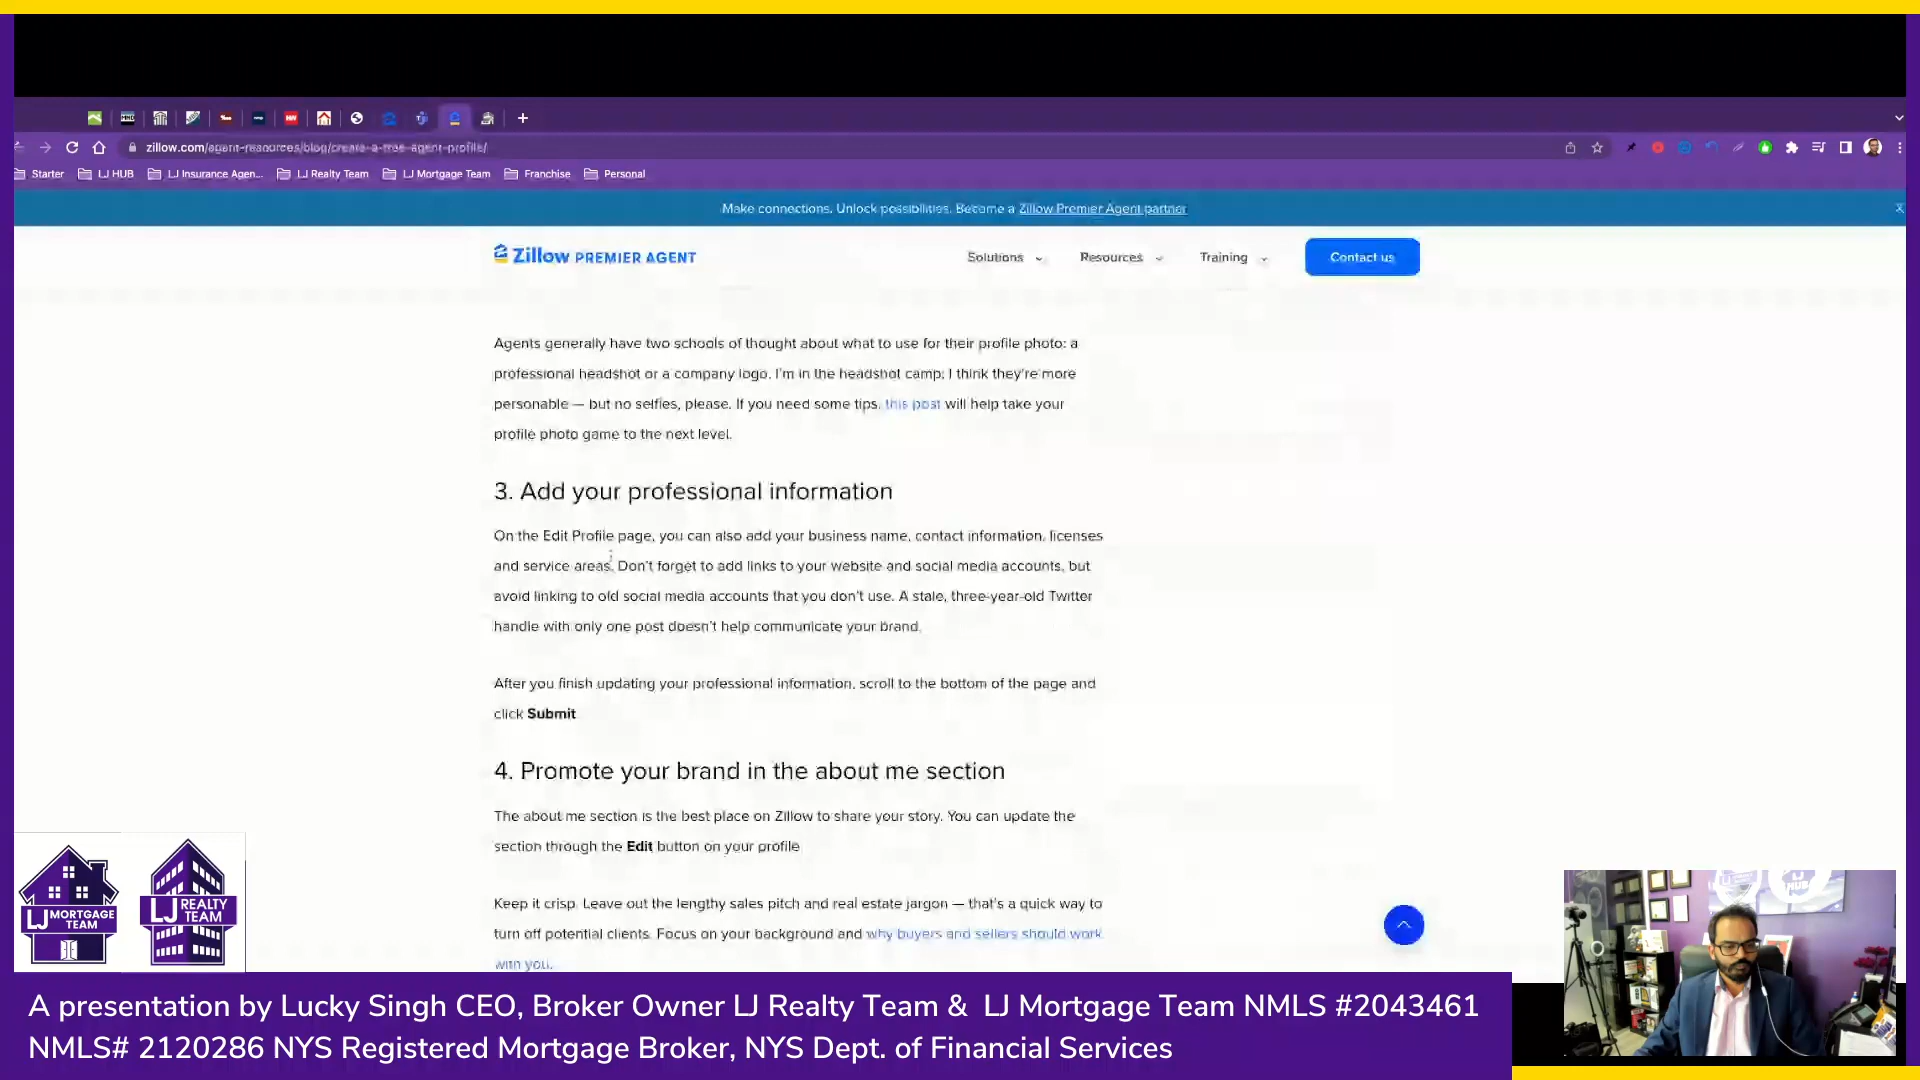 zillow.com/agent-resources/blog/create-a-free-agent-profile/
Starter LJ HUB LJ Insurance Agen... LJ Realty Team LJ Mortgage Team Franchise Personal
Make connections. Unlock possibilities. Become a Zillow Premier Agent partner
Zillow PREMIER AGENT
Solutions Resources Training Contact us
Agents generally have two schools of thought about what to use for their profile photo: a
professional headshot or a company logo. I'm in the headshot camp; I think they're more
personable — but no selfies, please. If you need some tips, this post will help take your
profile photo game to the next level.
3. Add your professional information
On the Edit Profile page, you can also add your business name, contact information, licenses
and service areas. Don't forget to add links to your website and social media accounts, but
avoid linking to old social media accounts that you don't use. A stale, three-year-old Twitter
handle with only one post doesn't help communicate your brand.
After you finish updating your professional information, scroll to the bottom of the page and
click Submit
4. Promote your brand in the about me section
The about me section is the best place on Zillow to share your story. You can update the
section through the Edit button on your profile
Keep it crisp. Leave out the lengthy sales pitch and real estate jargon — that's a quick way to
turn off potential clients. Focus on your background and why buyers and sellers should work
with you.
LJ MORTGAGE TEAM
LJ REALTY TEAM
A presentation by Lucky Singh CEO, Broker Owner LJ Realty Team & LJ Mortgage Team NMLS #2043461
NMLS# 2120286 NYS Registered Mortgage Broker, NYS Dept. of Financial Services